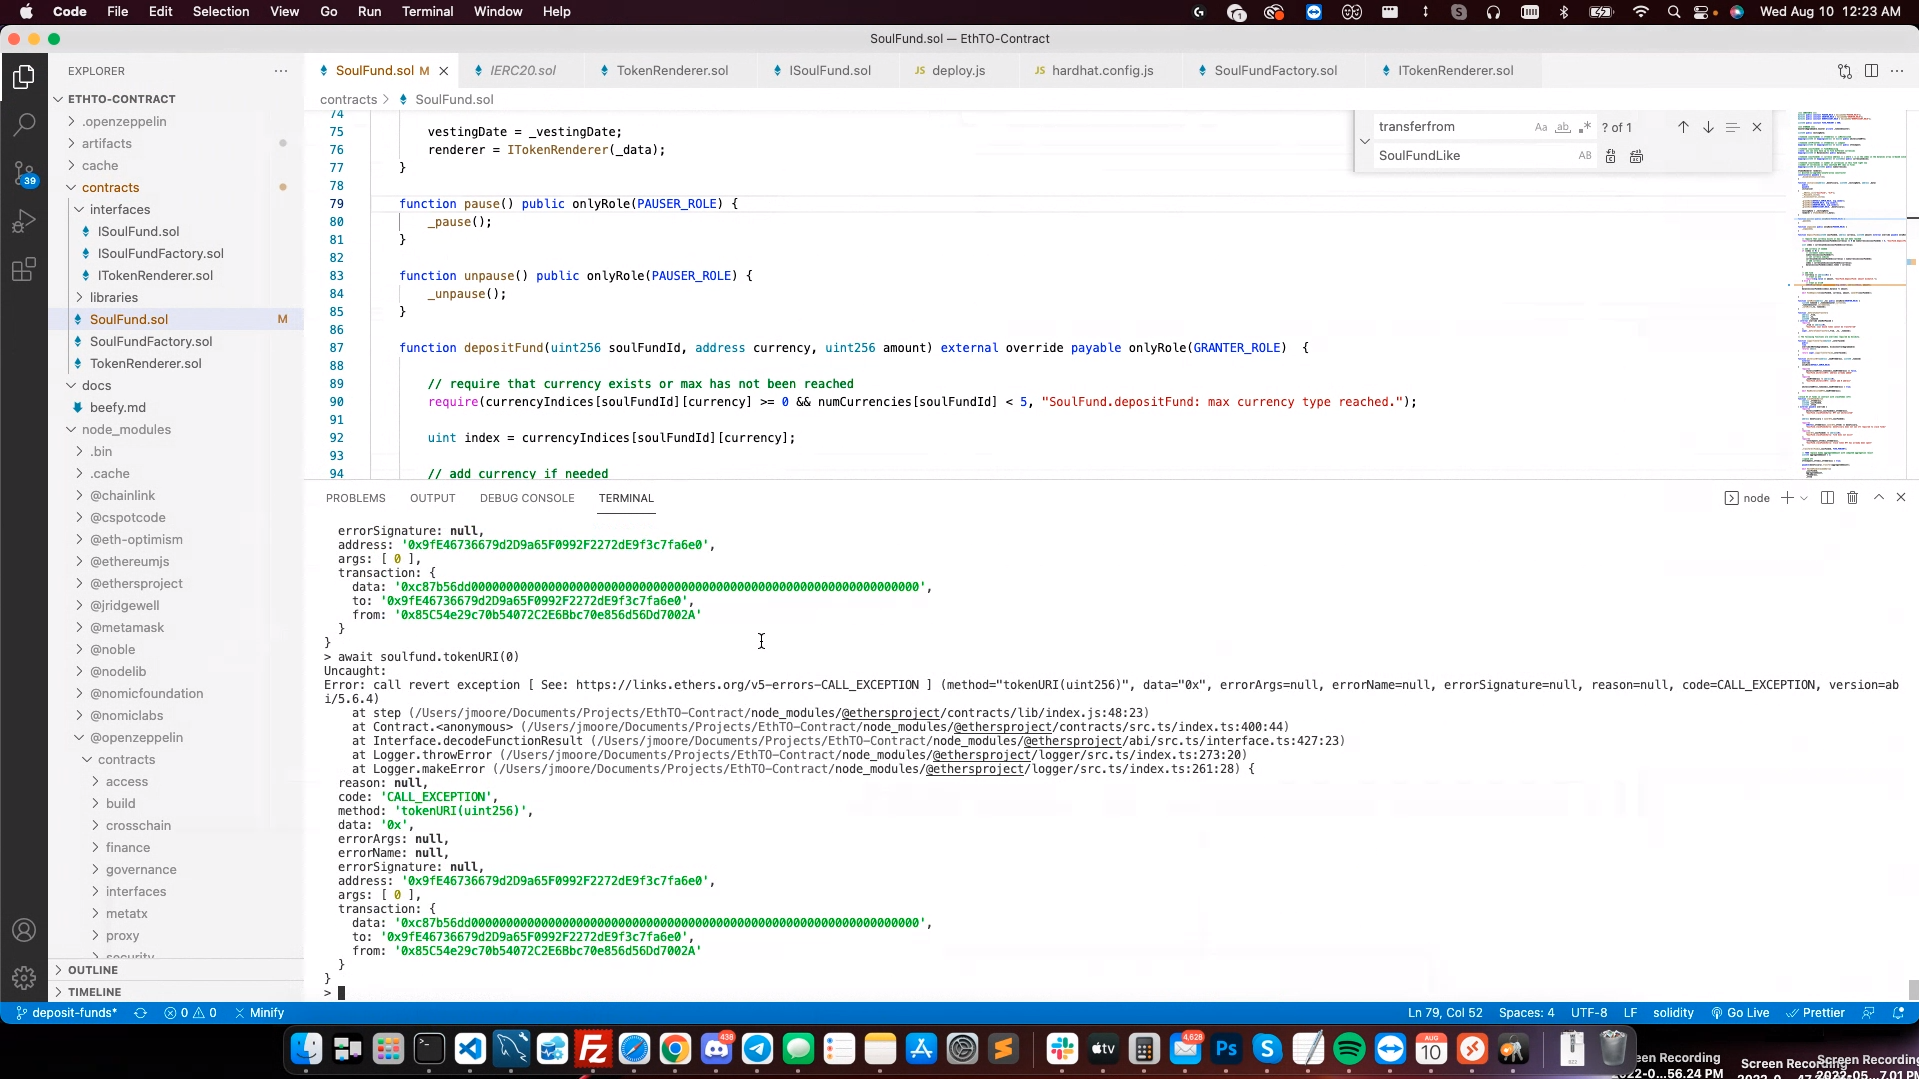 Code File Edit Selection View Go Run Terminal Window Help
Wed Aug 10 12:23 AM
SoulFund.sol — EthTO-Contract
EXPLORER
SoulFund.sol M
IERC20.sol
TokenRenderer.sol
ISoulFund.sol
JS deploy.js
JS hardhat.config.js
SoulFundFactory.sol
ITokenRenderer.sol
ETHTO-CONTRACT
.openzeppelin
artifacts
cache
contracts
interfaces
ISoulFund.sol
ISoulFundFactory.sol
ITokenRenderer.sol
libraries
SoulFund.sol M
SoulFundFactory.sol
TokenRenderer.sol
docs
beefy.md
node_modules
.bin
.cache
@chainlink
@cspotcode
@eth-optimism
@ethereumjs
@ethersproject
@jridgewell
@metamask
@noble
@nodelib
@nomicfoundation
@nomiclabs
@openzeppelin
contracts
access
build
crosschain
finance
governance
interfaces
metatx
proxy
security
OUTLINE
TIMELINE
39
contracts > SoulFund.sol
transferfrom
Aa ab .* ? of 1
SoulFundLike
AB
74
75 vestingDate = _vestingDate;
76 renderer = ITokenRenderer(_data);
77 }
78
79 function pause() public onlyRole(PAUSER_ROLE) {
80 _pause();
81 }
82
83 function unpause() public onlyRole(PAUSER_ROLE) {
84 _unpause();
85 }
86
87 function depositFund(uint256 soulFundId, address currency, uint256 amount) external override payable onlyRole(GRANTER_ROLE) {
88
89 // require that currency exists or max has not been reached
90 require(currencyIndices[soulFundId][currency] >= 0 && numCurrencies[soulFundId] < 5, "SoulFund.depositFund: max currency type reached.");
91
92 uint index = currencyIndices[soulFundId][currency];
93
94 // add currency if needed
PROBLEMS OUTPUT DEBUG CONSOLE TERMINAL
node
errorSignature: null,
address: '0x9fE46736679d2D9a65F0992F2272dE9f3c7fa6e0',
args: [ 0 ],
transaction: {
data: '0xc87b56dd0000000000000000000000000000000000000000000000000000000000000000',
to: '0x9fE46736679d2D9a65F0992F2272dE9f3c7fa6e0',
from: '0x85C54e29c70b54072C2E6Bbc70e856d56Dd7002A'
}
}
> await soulfund.tokenURI(0)
Uncaught:
Error: call revert exception [ See: https://links.ethers.org/v5-errors-CALL_EXCEPTION ] (method="tokenURI(uint256)", data="0x", errorArgs=null, errorName=null, errorSignature=null, reason=null, code=CALL_EXCEPTION, version=ab
i/5.6.4)
at step (/Users/jmoore/Documents/Projects/EthTO-Contract/node_modules/@ethersproject/contracts/lib/index.js:48:23)
at Contract.<anonymous> (/Users/jmoore/Documents/Projects/EthTO-Contract/node_modules/@ethersproject/contracts/src.ts/index.ts:400:44)
at Interface.decodeFunctionResult (/Users/jmoore/Documents/Projects/EthTO-Contract/node_modules/@ethersproject/abi/src.ts/interface.ts:427:23)
at Logger.throwError (/Users/jmoore/Documents/Projects/EthTO-Contract/node_modules/@ethersproject/logger/src.ts/index.ts:273:20)
at Logger.makeError (/Users/jmoore/Documents/Projects/EthTO-Contract/node_modules/@ethersproject/logger/src.ts/index.ts:261:28) {
reason: null,
code: 'CALL_EXCEPTION',
method: 'tokenURI(uint256)',
data: '0x',
errorArgs: null,
errorName: null,
errorSignature: null,
address: '0x9fE46736679d2D9a65F0992F2272dE9f3c7fa6e0',
args: [ 0 ],
transaction: {
data: '0xc87b56dd0000000000000000000000000000000000000000000000000000000000000000',
to: '0x9fE46736679d2D9a65F0992F2272dE9f3c7fa6e0',
from: '0x85C54e29c70b54072C2E6Bbc70e856d56Dd7002A'
}
}
>
deposit-funds* 0 0 Minify
Ln 79, Col 52 Spaces: 4 UTF-8 LF solidity Go Live Prettier
438
4,628
AUG
10
Fz
tv
Ps
een Recording
2022-0...56.24 PM
Screen Recording